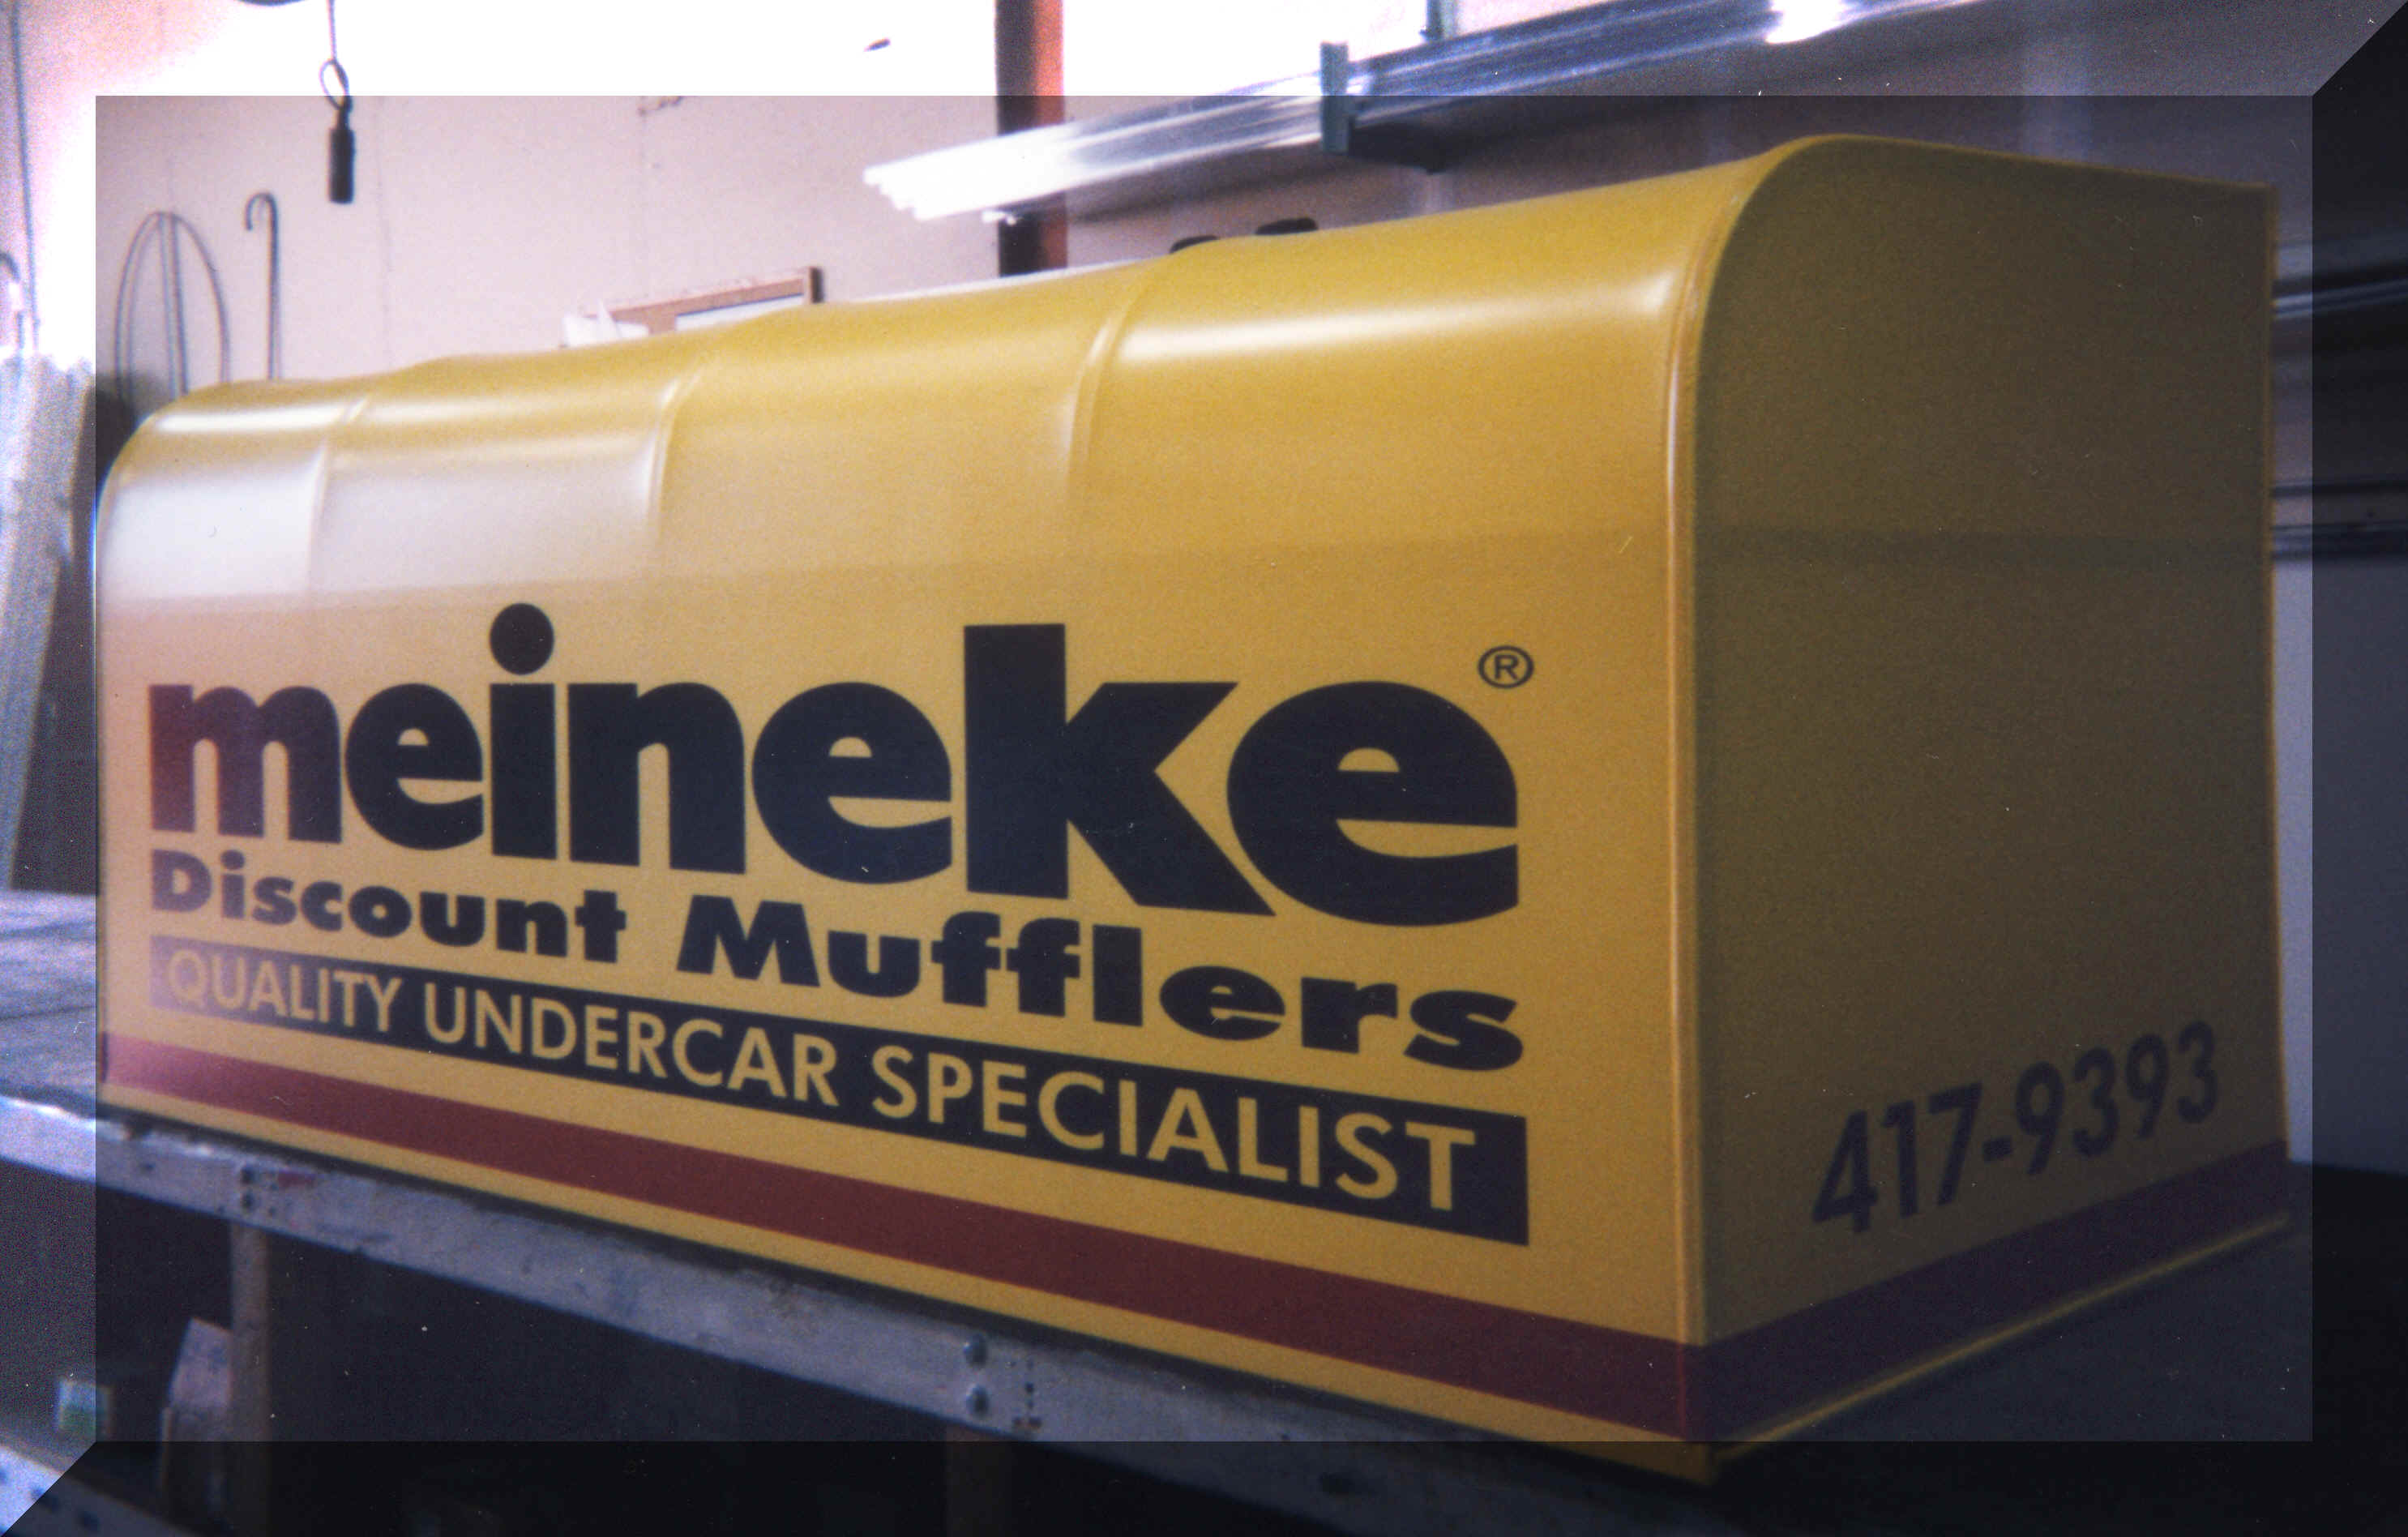 meineke®
Discount Mufflers
QUALITY UNDERCAR SPECIALIST
417-9393